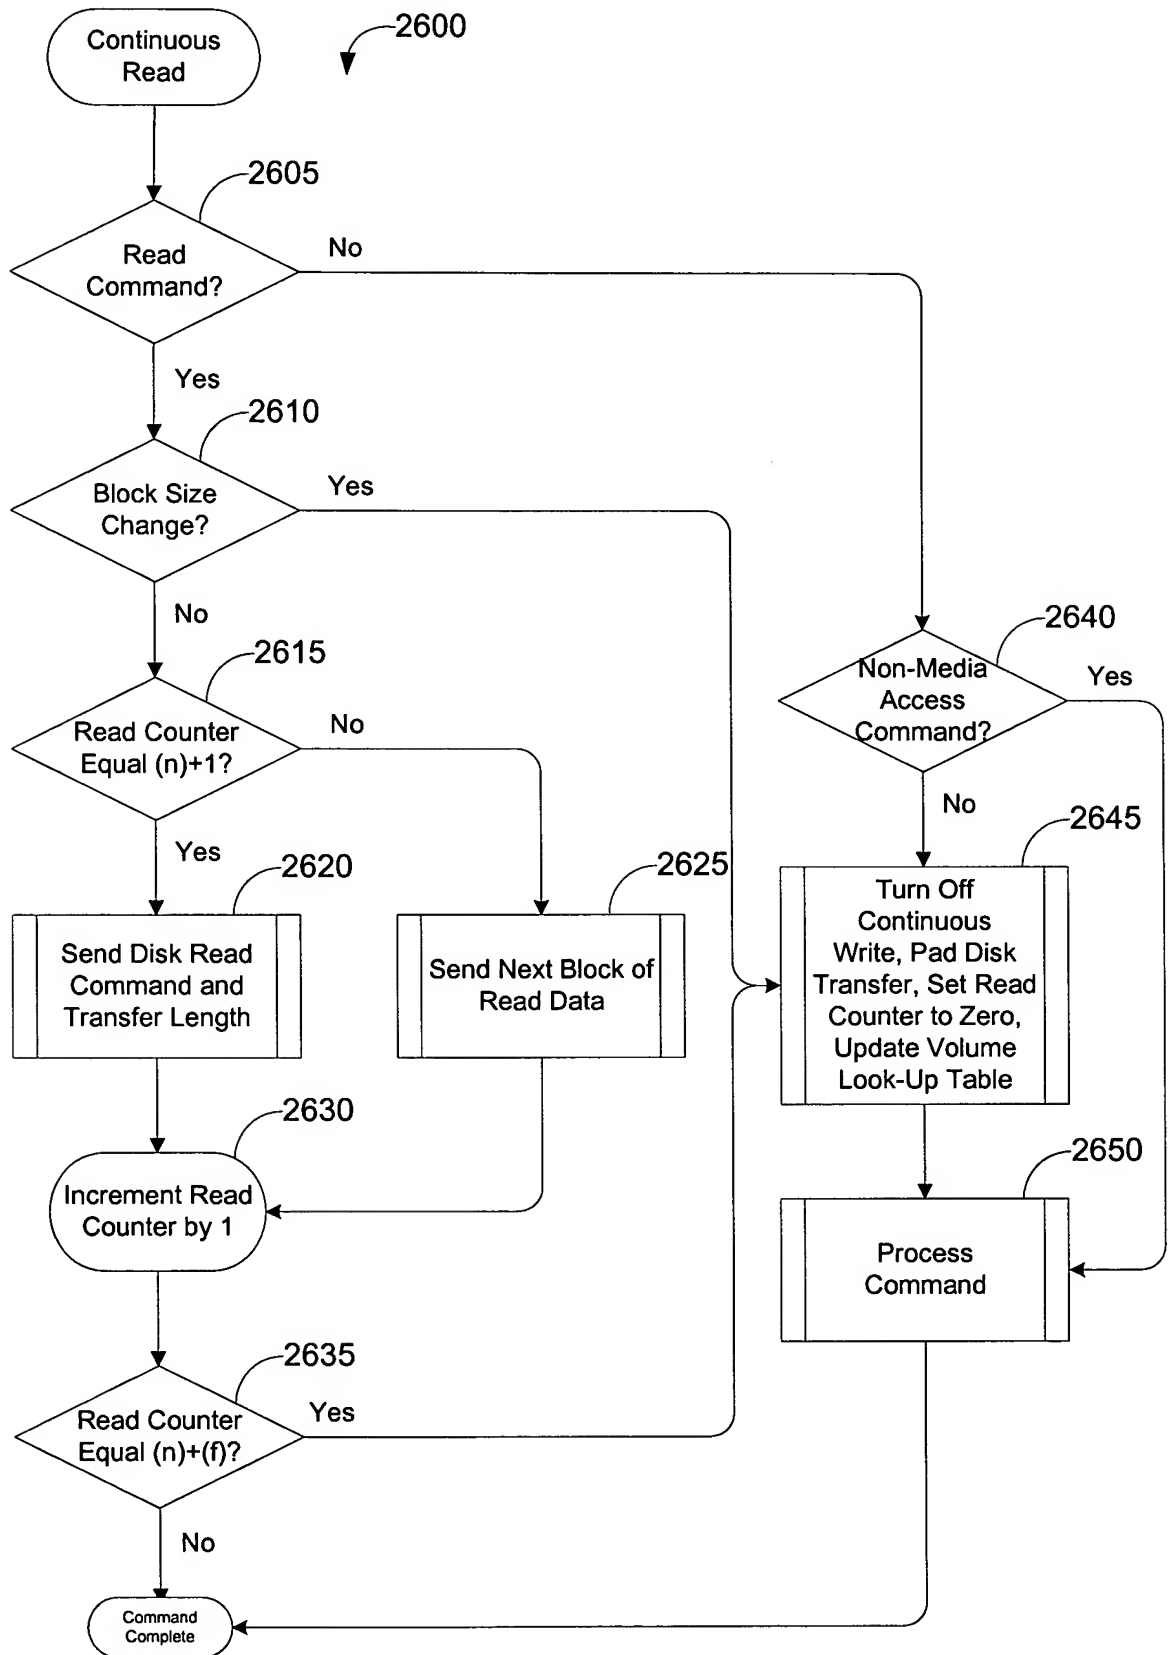 Continuous
Read
2600
2605
Read
Command?
No
Yes
2610
Block Size
Change?
Yes
No
2615
Read Counter
Equal (n)+1?
No
2640
Non-Media
Access
Command?
Yes
No
Yes
2620
Send Disk Read
Command and
Transfer Length
2625
Send Next Block of
Read Data
2645
Turn Off
Continuous
Write, Pad Disk
Transfer, Set Read
Counter to Zero,
Update Volume
Look-Up Table
2630
Increment Read
Counter by 1
2650
Process
Command
2635
Read Counter
Equal (n)+(f)?
Yes
No
Command
Complete